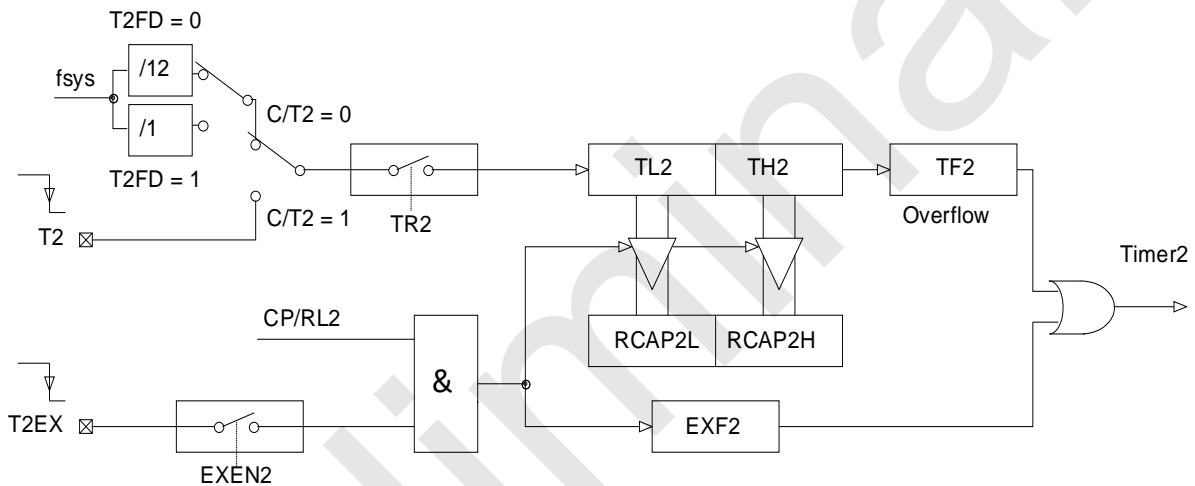 T2FD = 0
/12
fsys
C/T2 = 0
/1
TL2
TH2
TF2
T2FD = 1
Overflow
C/T2 = 1
TR2
T2
Timer2
CP/RL2
RCAP2L
RCAP2H
&
T2EX
EXF2
EXEN2